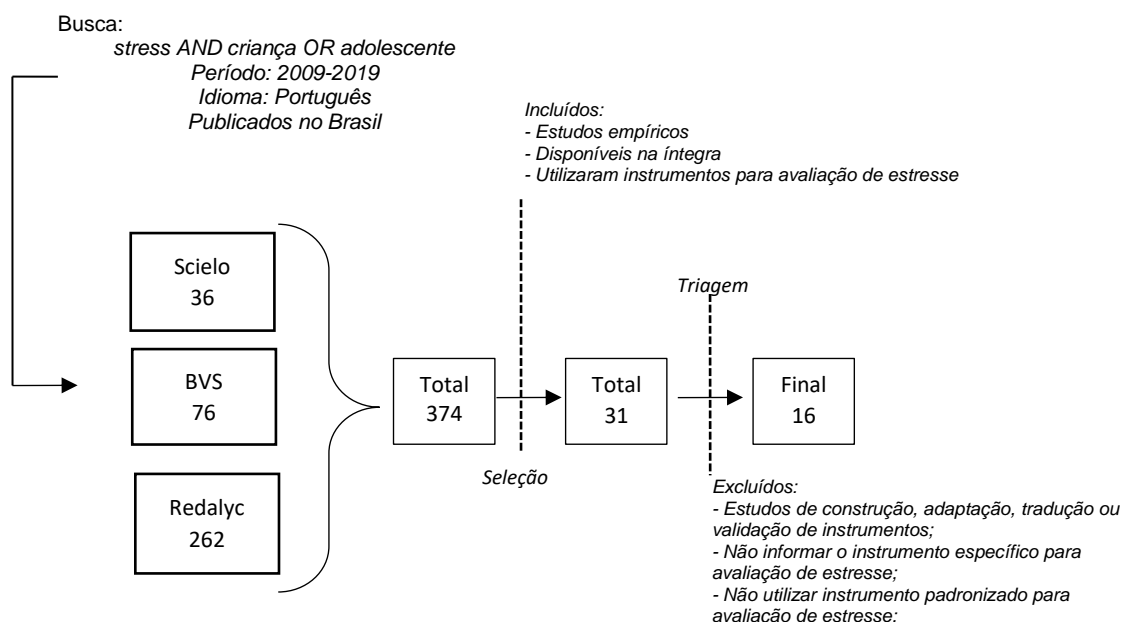 Busca:
stress AND criança OR adolescente
Período: 2009-2019
Idioma: Português
Publicados no Brasil
Incluídos:
- Estudos empíricos
- Disponíveis na íntegra
- Utilizaram instrumentos para avaliação de estresse
Scielo
36
BVS
76
Redalyc
262
Total
374
Seleção
Total
31
Triagem
Final
16
Excluídos:
- Estudos de construção, adaptação, tradução ou
validação de instrumentos;
- Não informar o instrumento específico para
avaliação de estresse;
- Não utilizar instrumento padronizado para
avaliação de estresse;